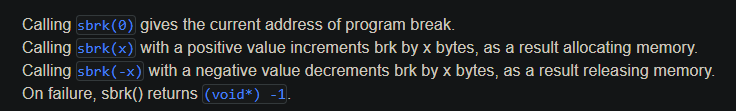 Calling sbrk(0) gives the current address of program break.
Calling sbrk(x) with a positive value increments brk by x bytes, as a result allocating memory.
Calling sbrk(-x) with a negative value decrements brk by x bytes, as a result releasing memory.
On failure, sbrk() returns (void*) -1.